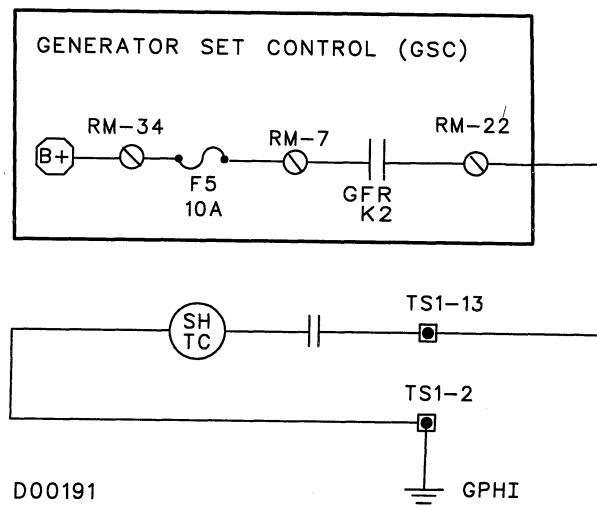 GENERATOR SET CONTROL (GSC)
RM-34
RM-7
RM-22
B+
F5
10A
GFR
K2
TS1-13
SH
TC
TS1-2
D00191
GPHI